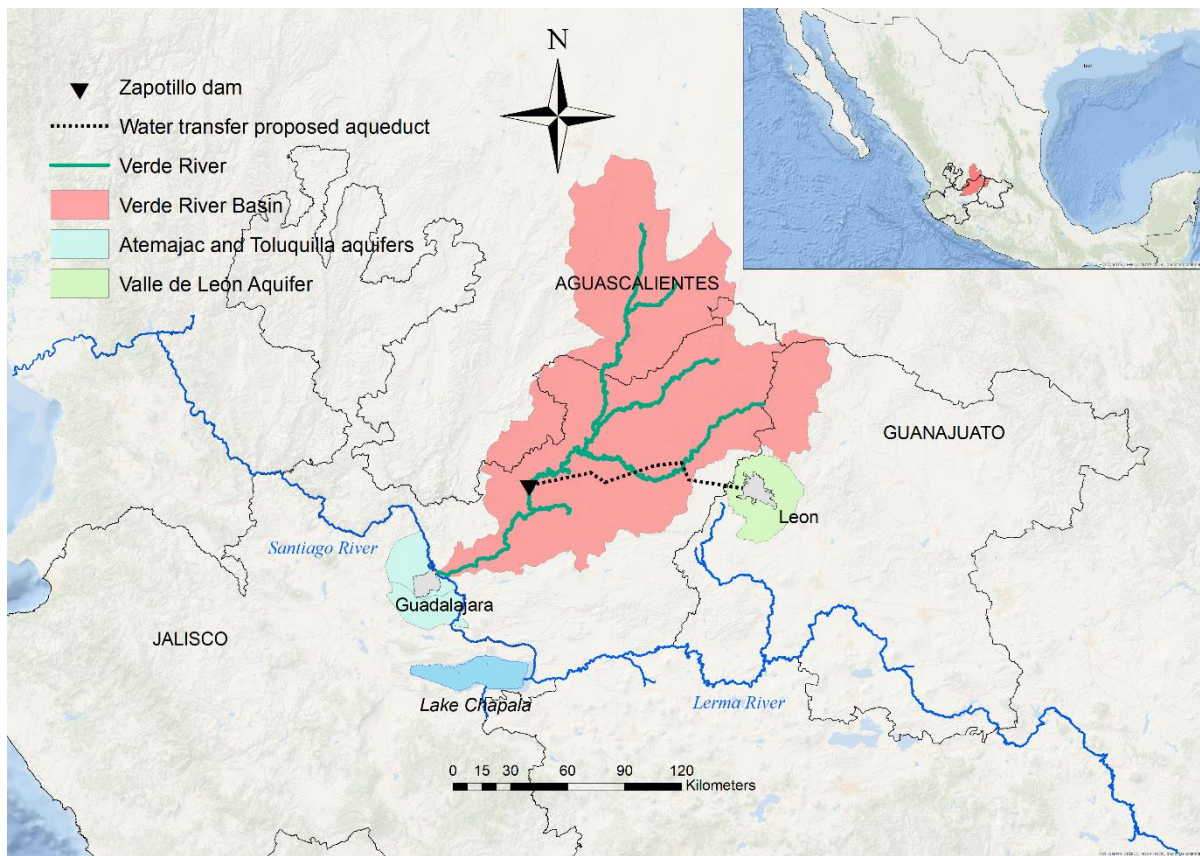 N
Zapotillo dam
Water transfer proposed aqueduct
Verde River
Verde River Basin
Atemajac and Toluquilla aquifers
Valle de León Aquifer
AGUASCALIENTES
GUANAJUATO
Leon
Santiago River
Guadalajara
JALISCO
Lake Chapala
Lerma River
0 15 30 60 90 120
Kilometers